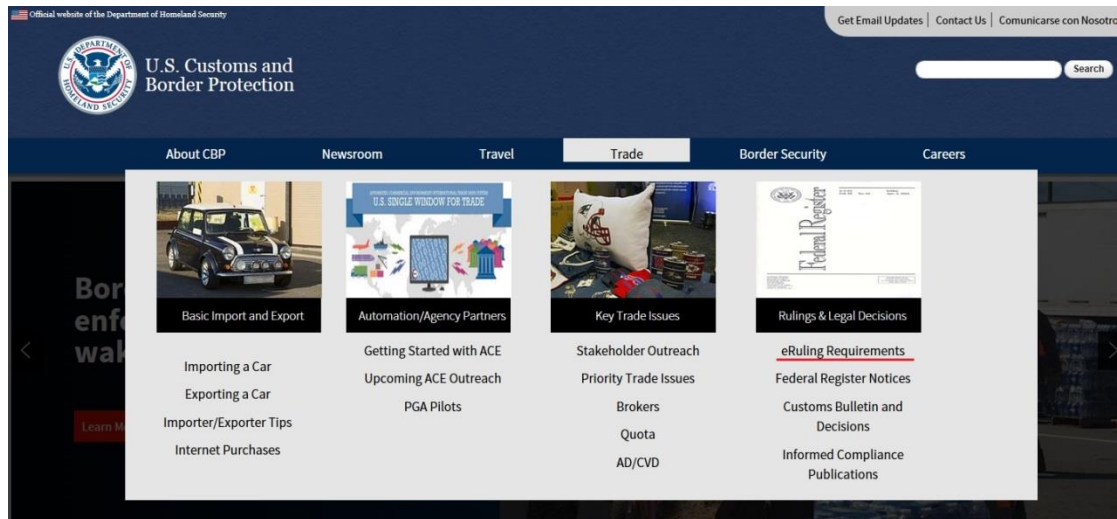 Official website of the Department of Homeland Security
Get Email Updates | Contact Us | Comunicarse con Nosotro
U.S. Customs and
Border Protection
Search
About CBP
Newsroom
Travel
Trade
Border Security
Careers
U.S. SINGLE WINDOW FOR TRADE
Federal Register
Basic Import and Export
Automation/Agency Partners
Key Trade Issues
Rulings & Legal Decisions
Importing a Car
Exporting a Car
Importer/Exporter Tips
Internet Purchases
Getting Started with ACE
Upcoming ACE Outreach
PGA Pilots
Stakeholder Outreach
Priority Trade Issues
Brokers
Quota
AD/CVD
eRuling Requirements
Federal Register Notices
Customs Bulletin and
Decisions
Informed Compliance
Publications
Bor
enfo
wak
Learn M